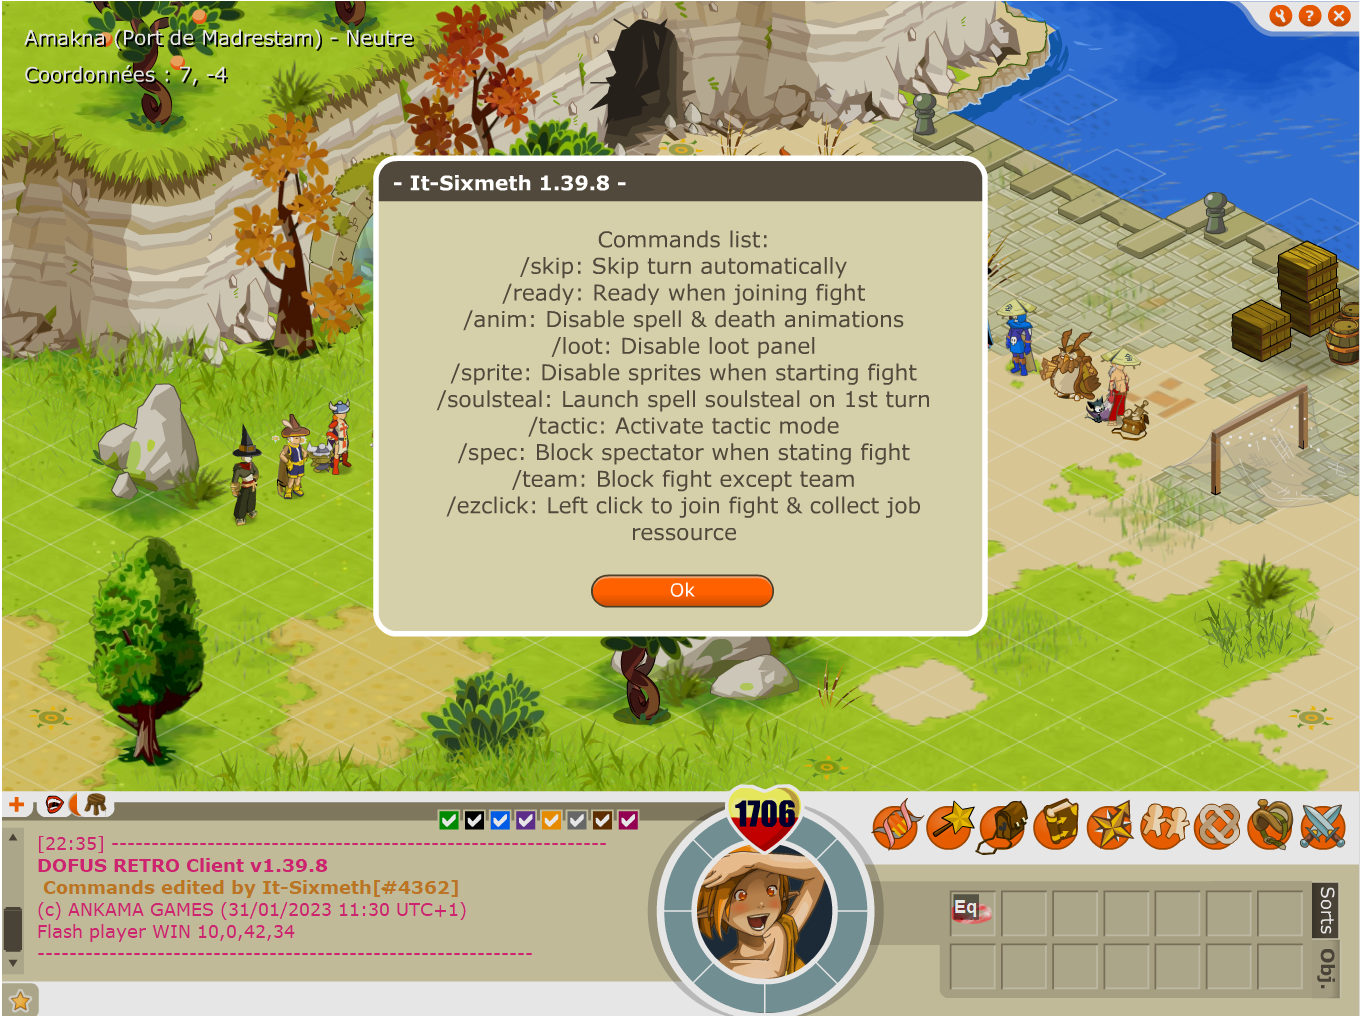 Amakna (Port de Madrestam) - Neutre
Coordonnées : 7, -4
- It-Sixmeth 1.39.8 -
Commands list:
/skip: Skip turn automatically
/ready: Ready when joining fight
/anim: Disable spell & death animations
/loot: Disable loot panel
/sprite: Disable sprites when starting fight
/soulsteal: Launch spell soulsteal on 1st turn
/tactic: Activate tactic mode
/spec: Block spectator when stating fight
/team: Block fight except team
/ezclick: Left click to join fight & collect job
ressource
Ok
[22:35] ------------------------------------------------------------
DOFUS RETRO Client v1.39.8
Commands edited by It-Sixmeth[#4362]
(c) ANKAMA GAMES (31/01/2023 11:30 UTC+1)
Flash player WIN 10,0,42,34
------------------------------------------------------------
1706
Eq
Sorts
Obj.